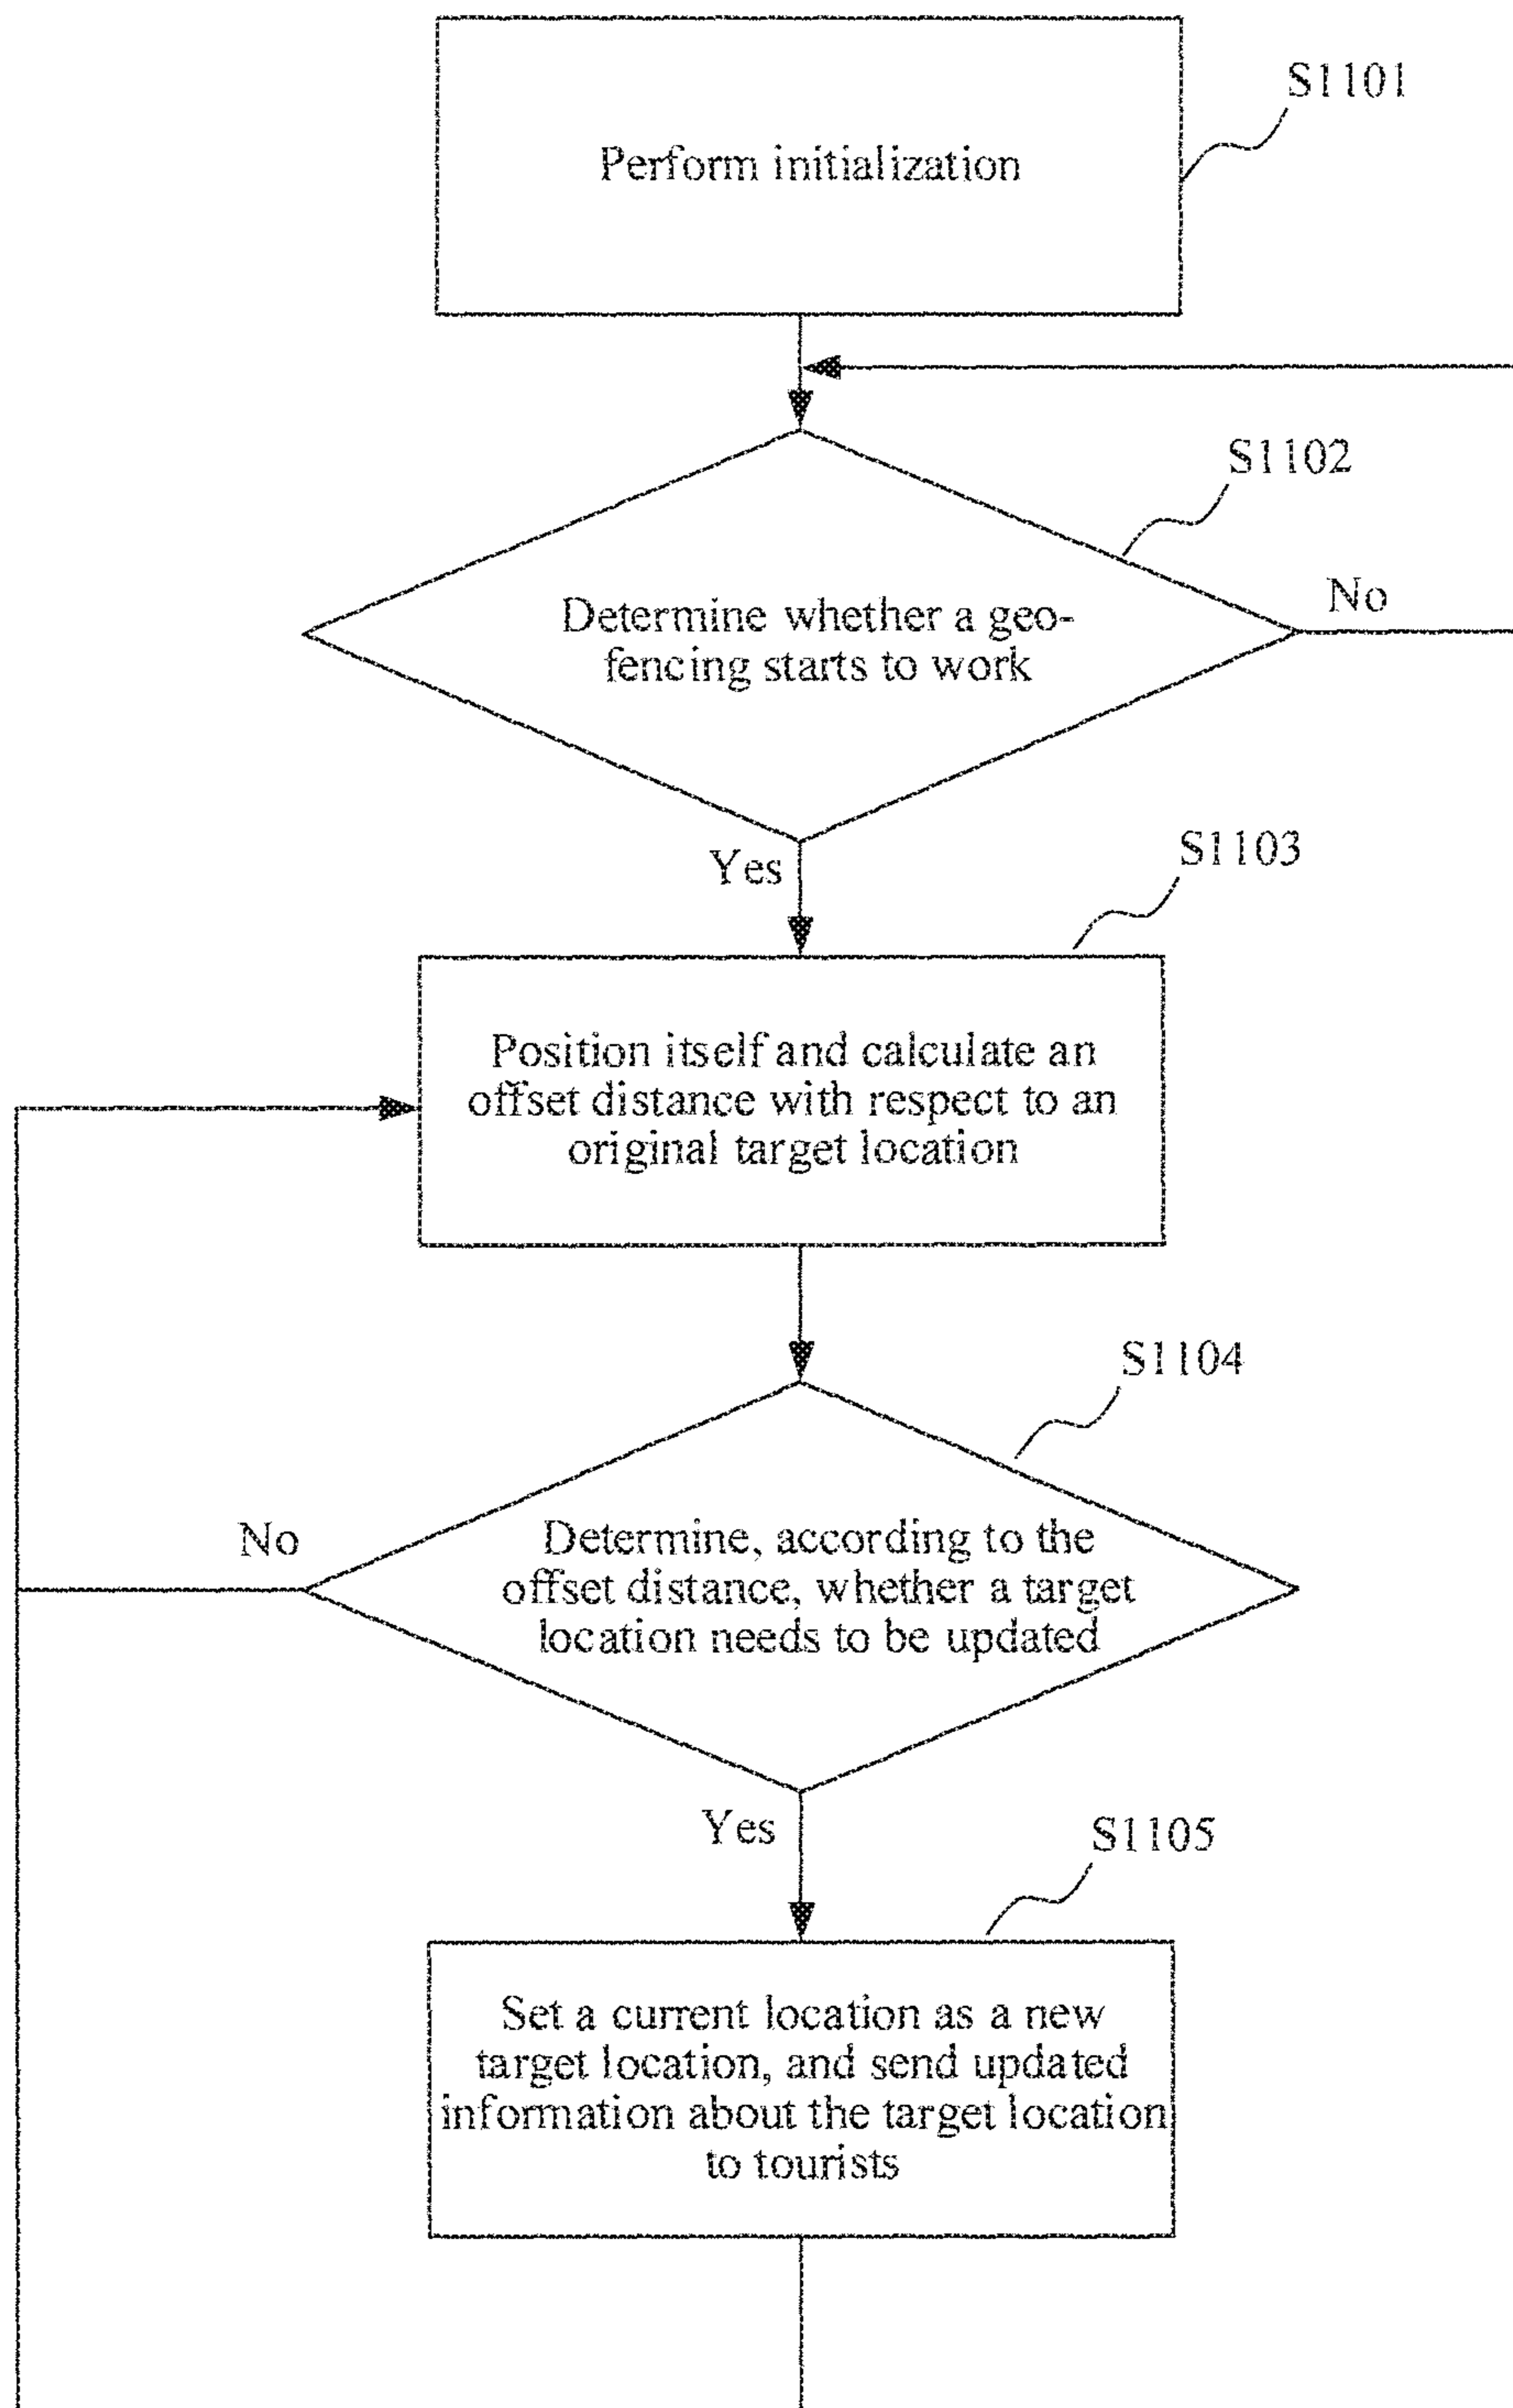 S1101
Perform initialization
S1102
Determine whether a geo-
fencing starts to work
No
Yes
S1103
Position itself and calculate an
offset distance with respect to an
original target location
S1104
No
Determine, according to the
offset distance, whether a target
location needs to be updated
Yes
S1105
Set a current location as a new
target location, and send updated
information about the target location
to tourists